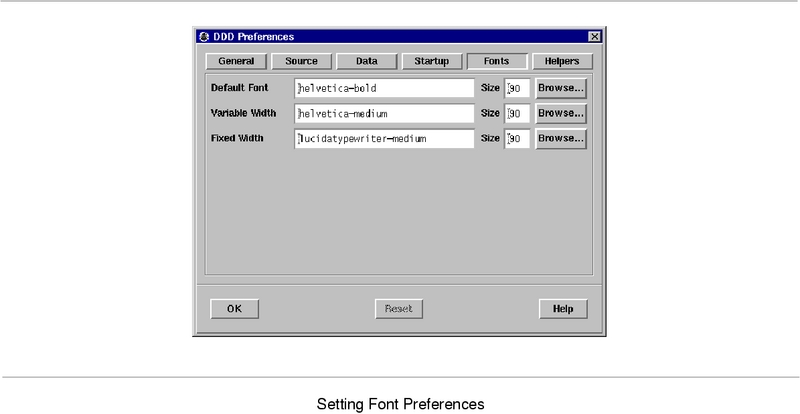 DDD Preferences
General Source Data Startup Fonts Helpers
Default Font helvetica-bold Size 90 Browse...
Variable Width helvetica-medium Size 90 Browse...
Fixed Width lucidatypewriter-medium Size 90 Browse...
OK Reset Help
Setting Font Preferences